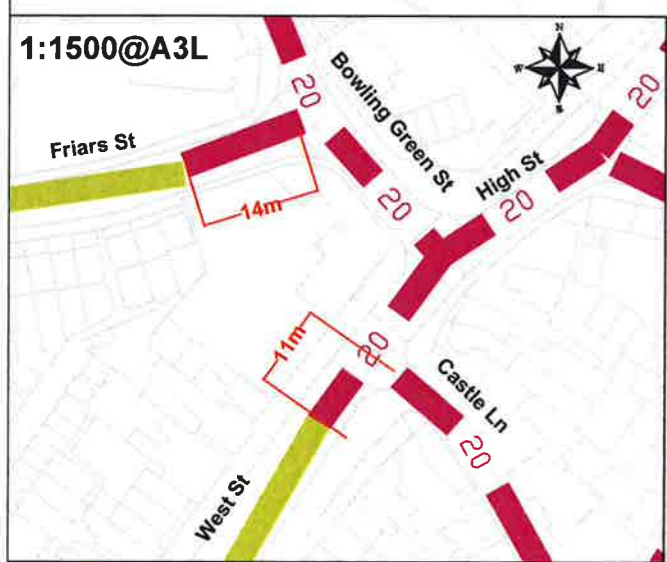 1:1500@A3L
N
W
E
S
20
20
Bowling Green St
Friars St
High St
14m
20
20
11m
20
Castle Ln
20
West St